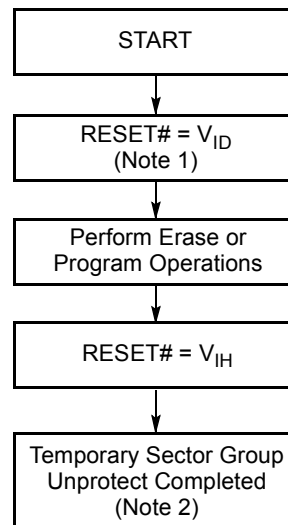 START
RESET# = VID
(Note 1)
Perform Erase or
Program Operations
RESET# = VIH
Temporary Sector Group
Unprotect Completed
(Note 2)